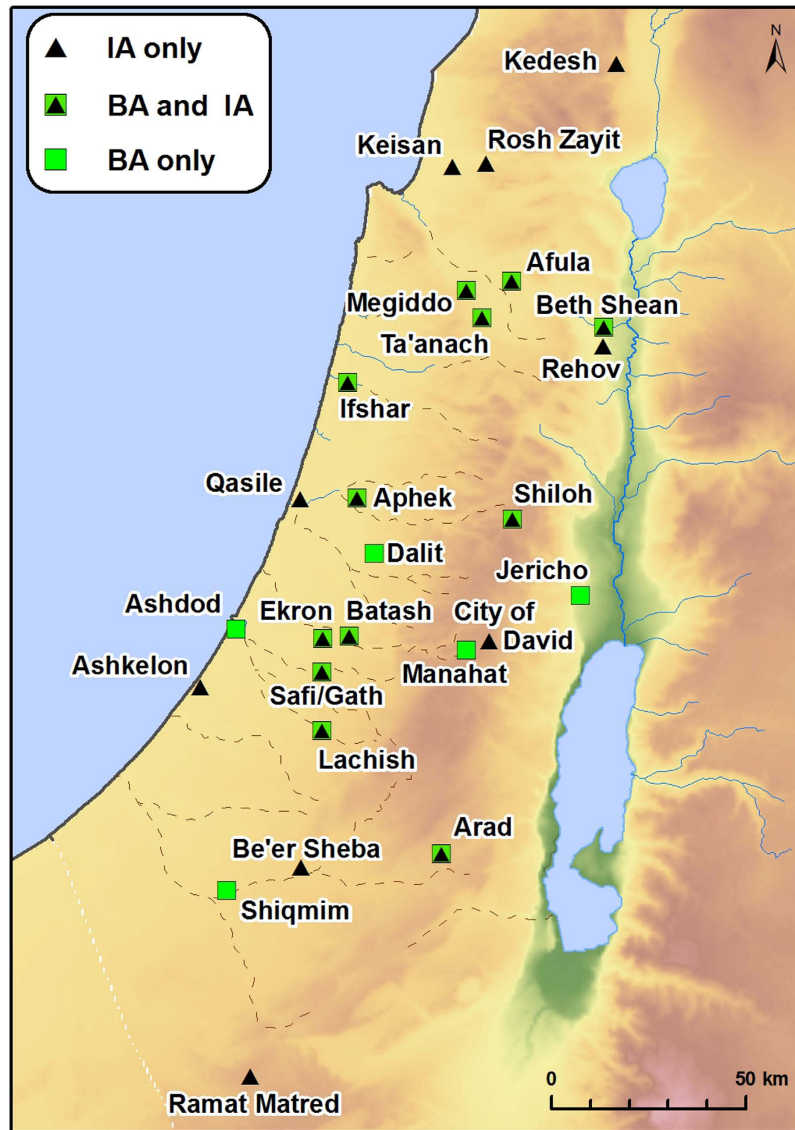 IA only
BA and IA
BA only
N
Kedesh
Keisan
Rosh Zayit
Afula
Megiddo
Beth Shean
Ta'anach
Rehov
Ifshar
Qasile
Aphek
Shiloh
Dalit
Jericho
Ashdod
Ekron
Batash
City of
David
Ashkelon
Manahat
Safi/Gath
Lachish
Arad
Be'er Sheba
Shiqmim
Ramat Matred
0
50 km